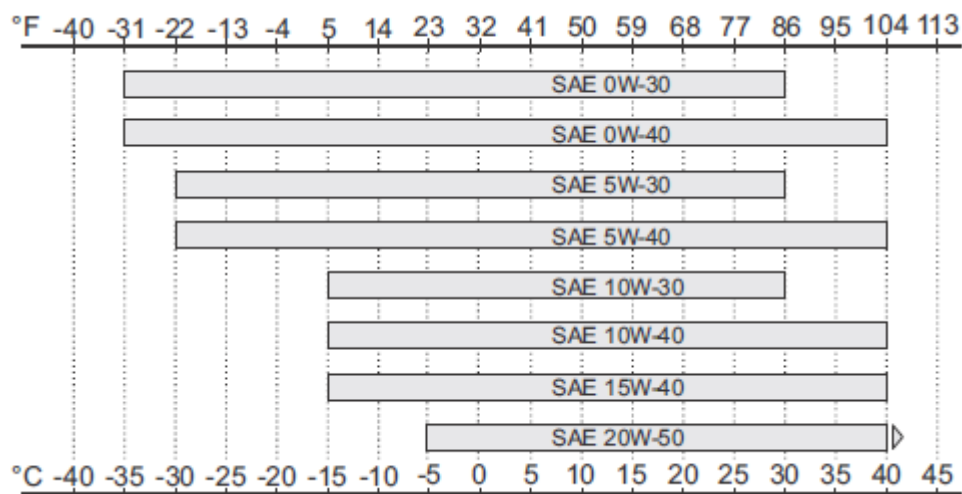 °F -40 -31 -22 -13 -4 5 14 23 32 41 50 59 68 77 86 95 104 113
SAE 0W-30
SAE 0W-40
SAE 5W-30
SAE 5W-40
SAE 10W-30
SAE 10W-40
SAE 15W-40
SAE 20W-50
°C -40 -35 -30 -25 -20 -15 -10 -5 0 5 10 15 20 25 30 35 40 45